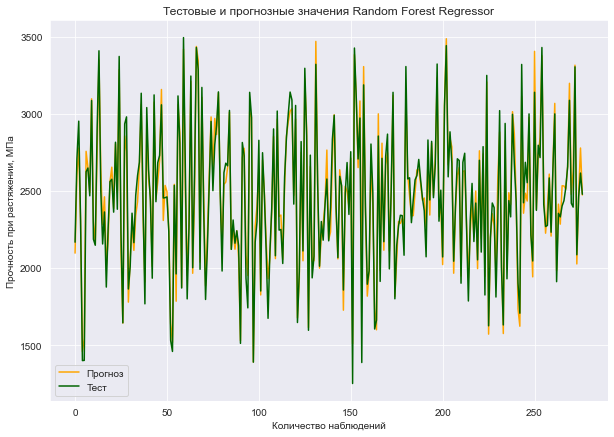 Тестовые и прогнозные значения Random Forest Regressor
Прочность при растяжении, МПа
3500
3000
2500
2000
1500
Прогноз
Тест
0
50
100
150
200
250
Количество наблюдений